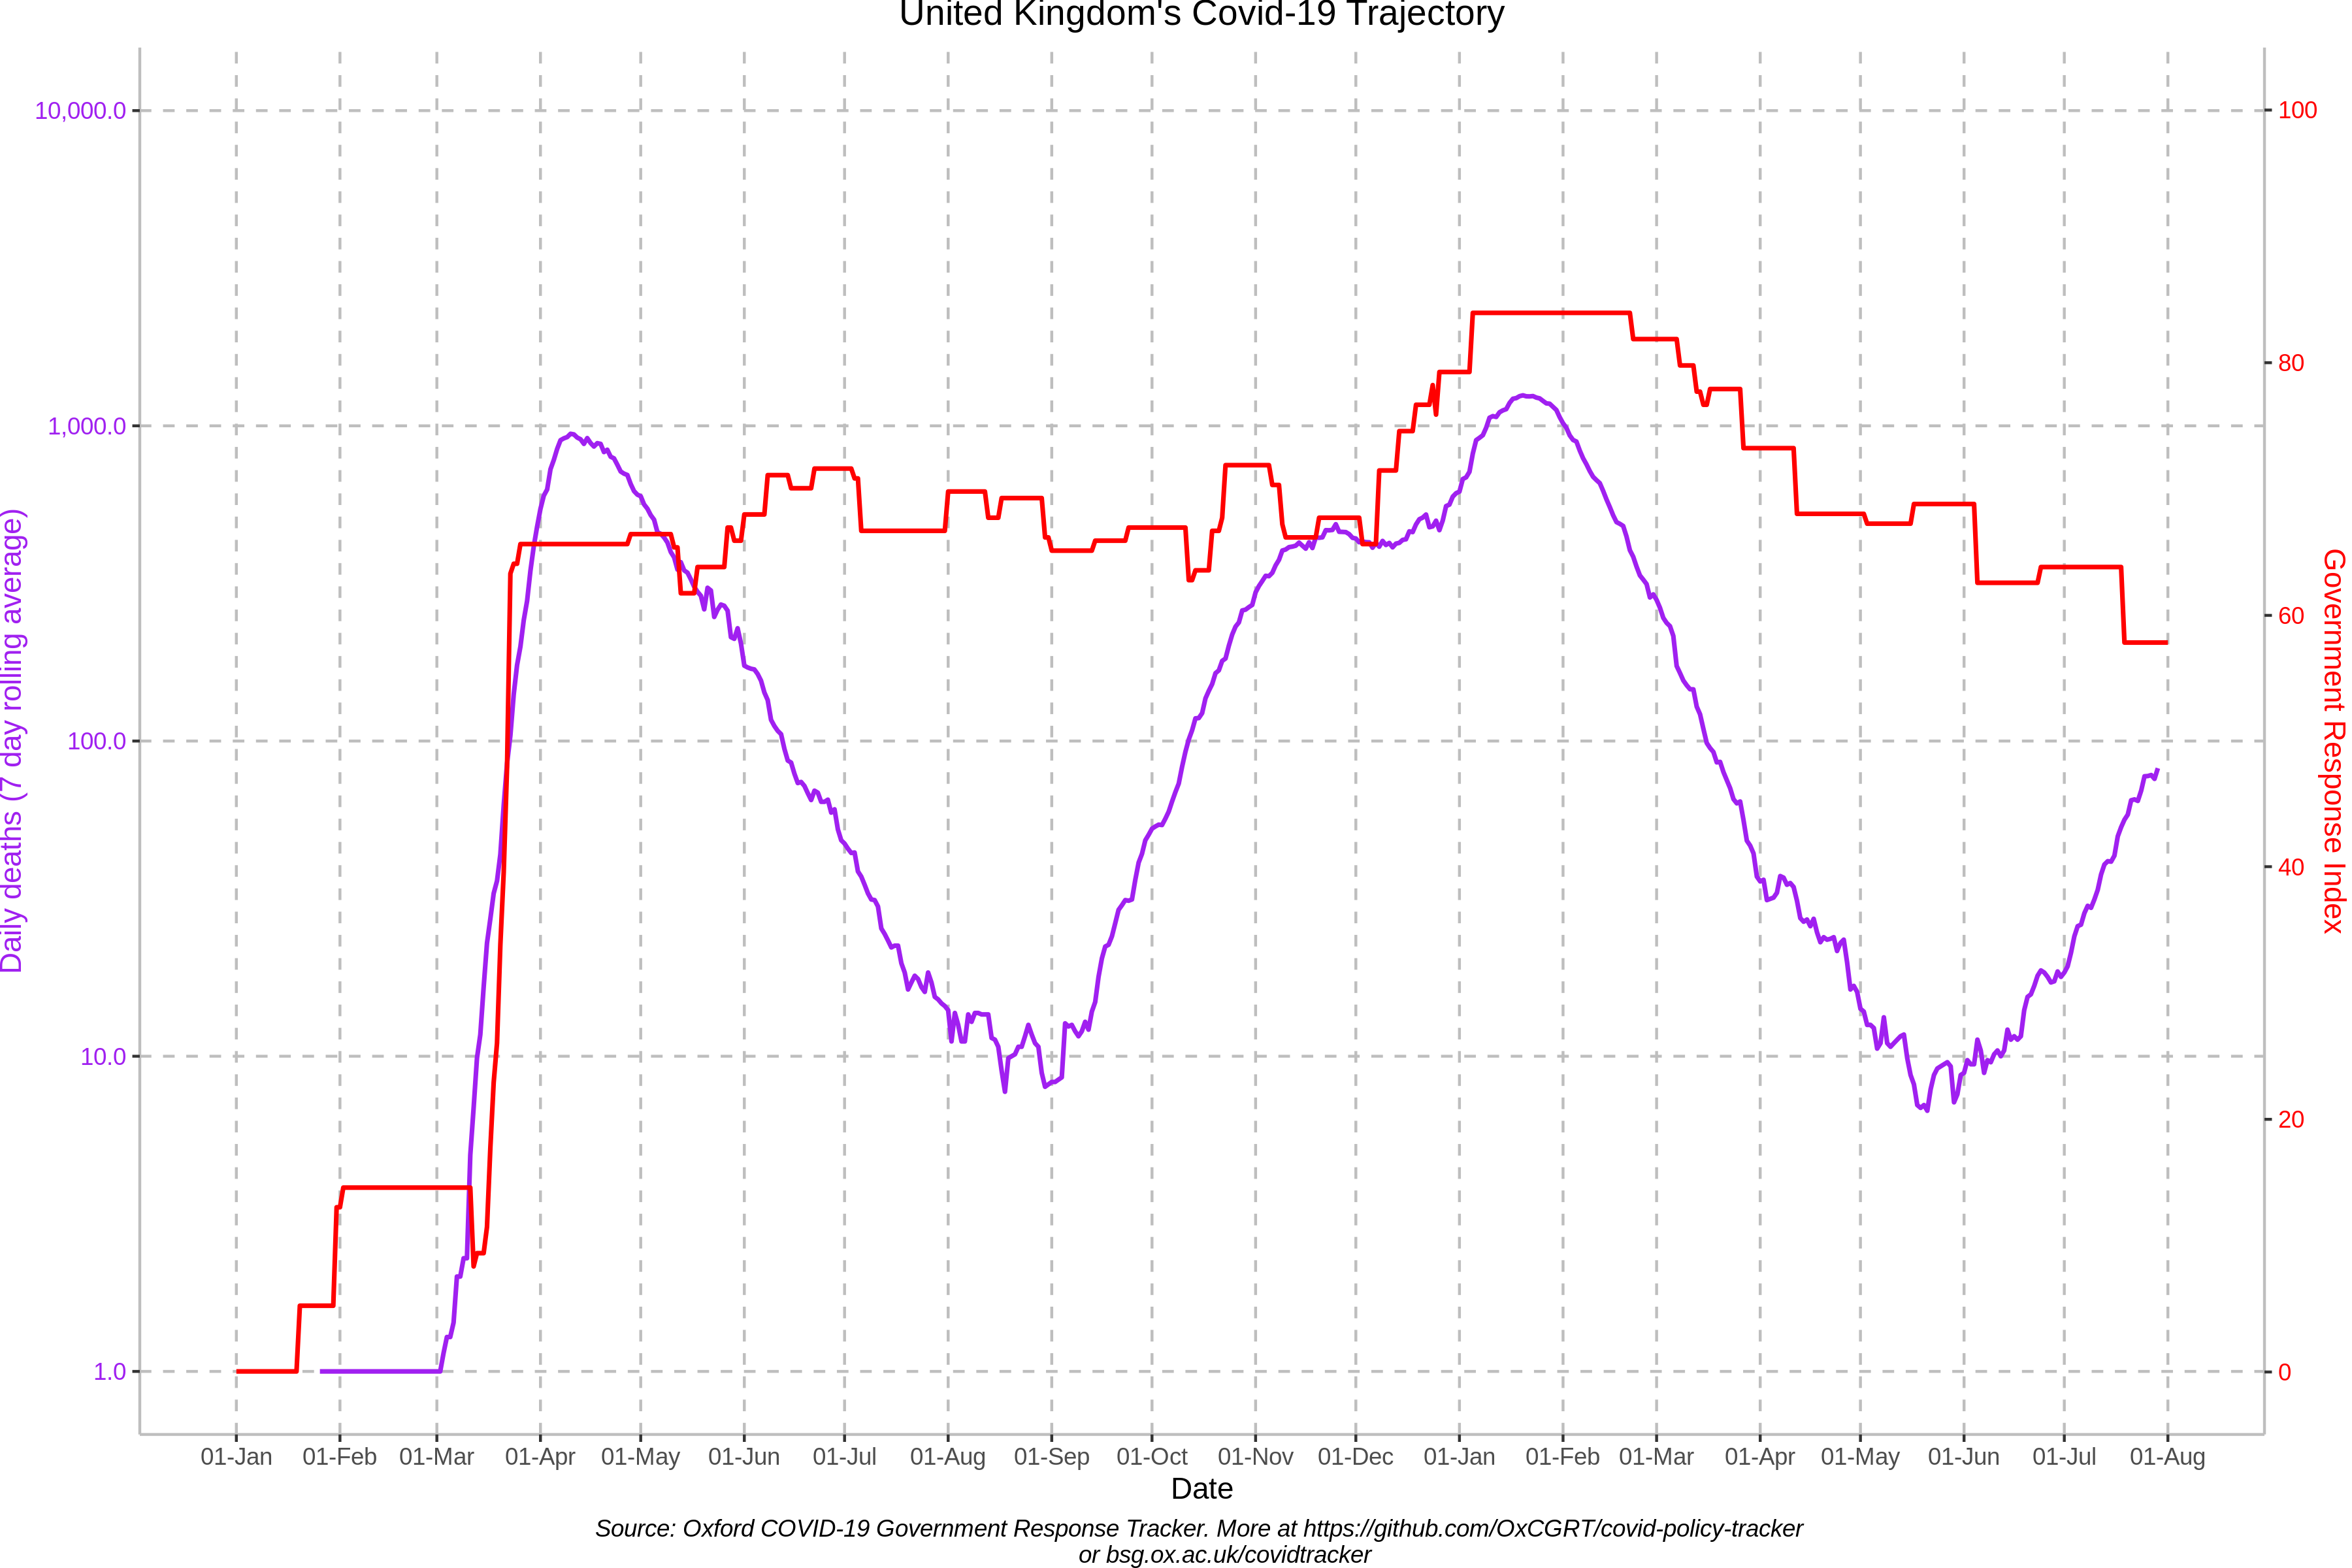 United Kingdom's Covid-19 Trajectory
10,000.0
1,000.0
100.0
10.0
1.0
Daily deaths (7 day rolling average)
100
80
60
40
20
0
Government Response Index
01-Jan 01-Feb 01-Mar 01-Apr 01-May 01-Jun 01-Jul 01-Aug 01-Sep 01-Oct 01-Nov 01-Dec 01-Jan 01-Feb 01-Mar 01-Apr 01-May 01-Jun 01-Jul 01-Aug
Date
Source: Oxford COVID-19 Government Response Tracker. More at https://github.com/OxCGRT/covid-policy-tracker
or bsg.ox.ac.uk/covidtracker